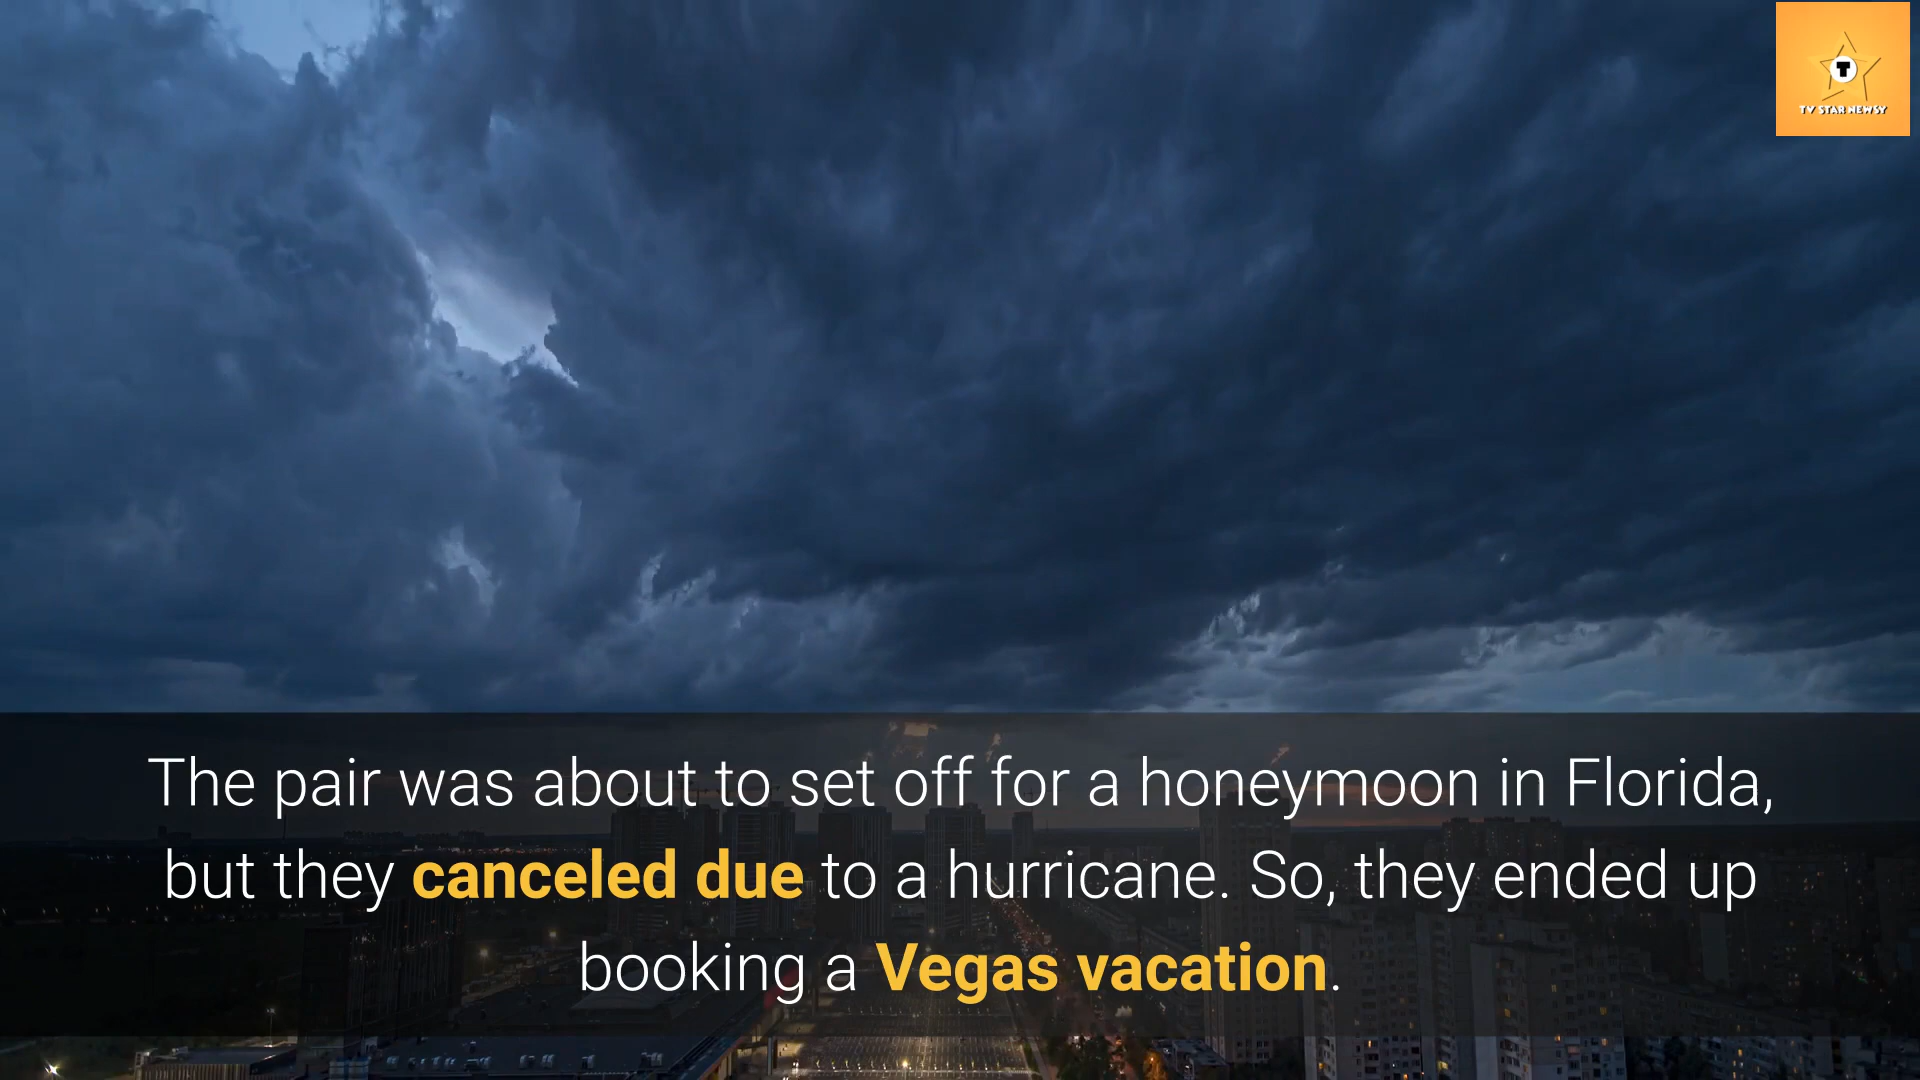 T
TV STAR NEWSY
The pair was about to set off for a honeymoon in Florida,
but they canceled due to a hurricane. So, they ended up
booking a Vegas vacation.